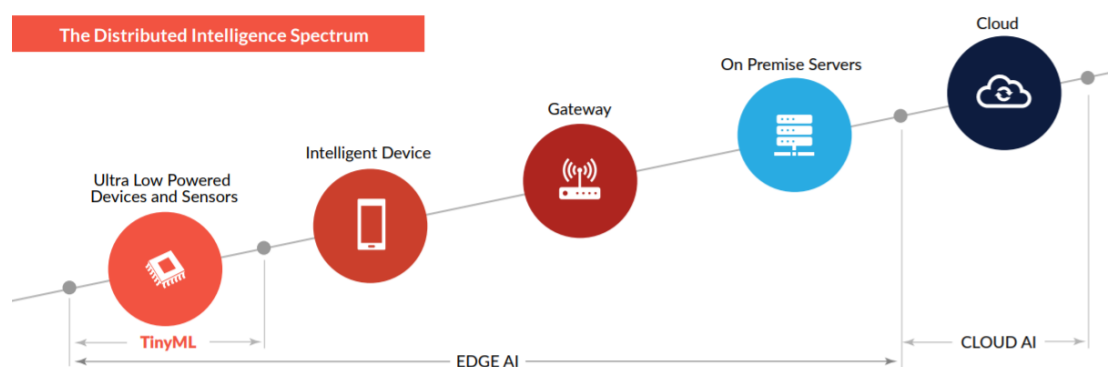 The Distributed Intelligence Spectrum
Cloud
On Premise Servers
Gateway
Intelligent Device
Ultra Low Powered
Devices and Sensors
TinyML
EDGE AI
CLOUD AI